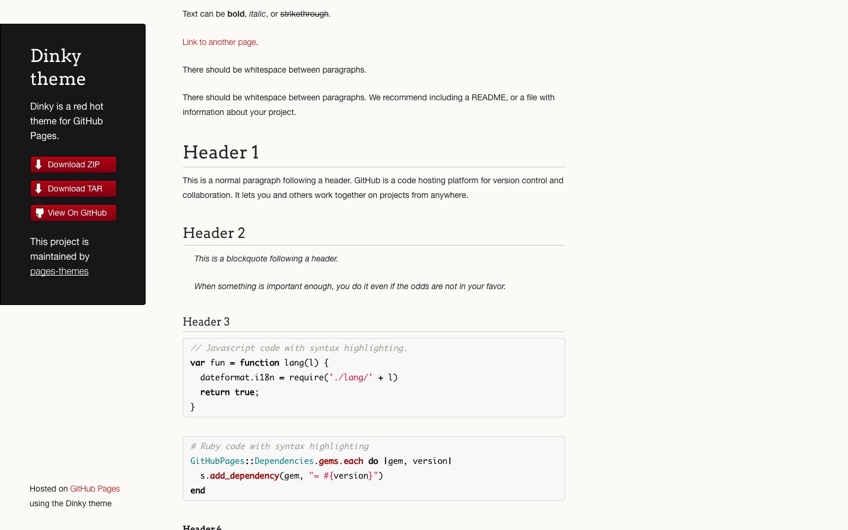 Dinky
theme
Dinky is a red hot
theme for GitHub
Pages.
Download ZIP
Download TAR
View On GitHub
This project is
maintained by
pages-themes
Hosted on GitHub Pages
using the Dinky theme
Text can be bold, italic, or strikethrough.
Link to another page.
There should be whitespace between paragraphs.
There should be whitespace between paragraphs. We recommend including a README, or a file with
information about your project.
Header 1
This is a normal paragraph following a header. GitHub is a code hosting platform for version control and
collaboration. It lets you and others work together on projects from anywhere.
Header 2
This is a blockquote following a header.
When something is important enough, you do it even if the odds are not in your favor.
Header 3
// Javascript code with syntax highlighting.
var fun = function lang(l) {
  dateformat.i18n = require('./lang/' + l)
  return true;
}
# Ruby code with syntax highlighting
GitHubPages::Dependencies.gems.each do |gem, version|
  s.add_dependency(gem, "= #{version}")
end
Header 4